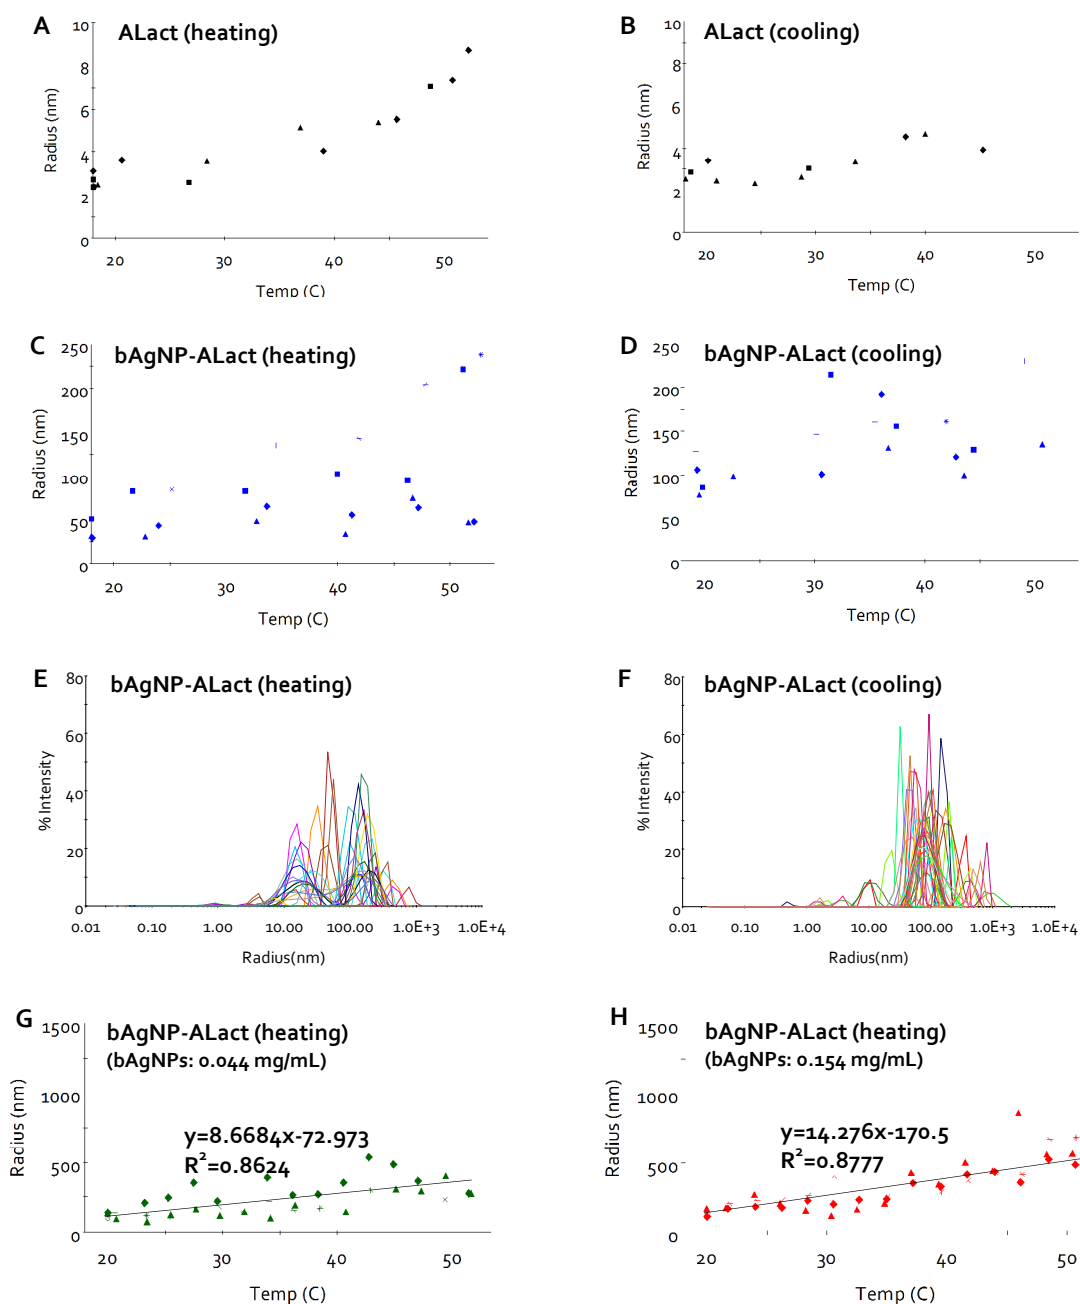 A
ALact (heating)
10
8
6
4
2
0
Radius (nm)
20 30 40 50
Temp (C)
B
ALact (cooling)
10
8
6
4
2
0
Radius (nm)
20 30 40 50
Temp (C)
C
bAgNP-ALact (heating)
250
200
150
100
50
0
Radius (nm)
20 30 40 50
Temp (C)
D
bAgNP-ALact (cooling)
250
200
150
100
50
0
Radius (nm)
20 30 40 50
Temp (C)
E
bAgNP-ALact (heating)
80
60
40
20
0
% Intensity
0.01 0.10 1.00 10.00 100.00 1.0E+3 1.0E+4
Radius(nm)
F
bAgNP-ALact (cooling)
80
60
40
20
0
% Intensity
0.01 0.10 1.00 10.00 100.00 1.0E+3 1.0E+4
Radius(nm)
G
bAgNP-ALact (heating)
(bAgNPs: 0.044 mg/mL)
y=8.6684x-72.973
R²=0.8624
1500
1000
500
0
Radius (nm)
20 30 40 50
Temp (C)
H
bAgNP-ALact (heating)
(bAgNPs: 0.154 mg/mL)
y=14.276x-170.5
R²=0.8777
1500
1000
500
0
Radius (nm)
20 30 40 50
Temp (C)